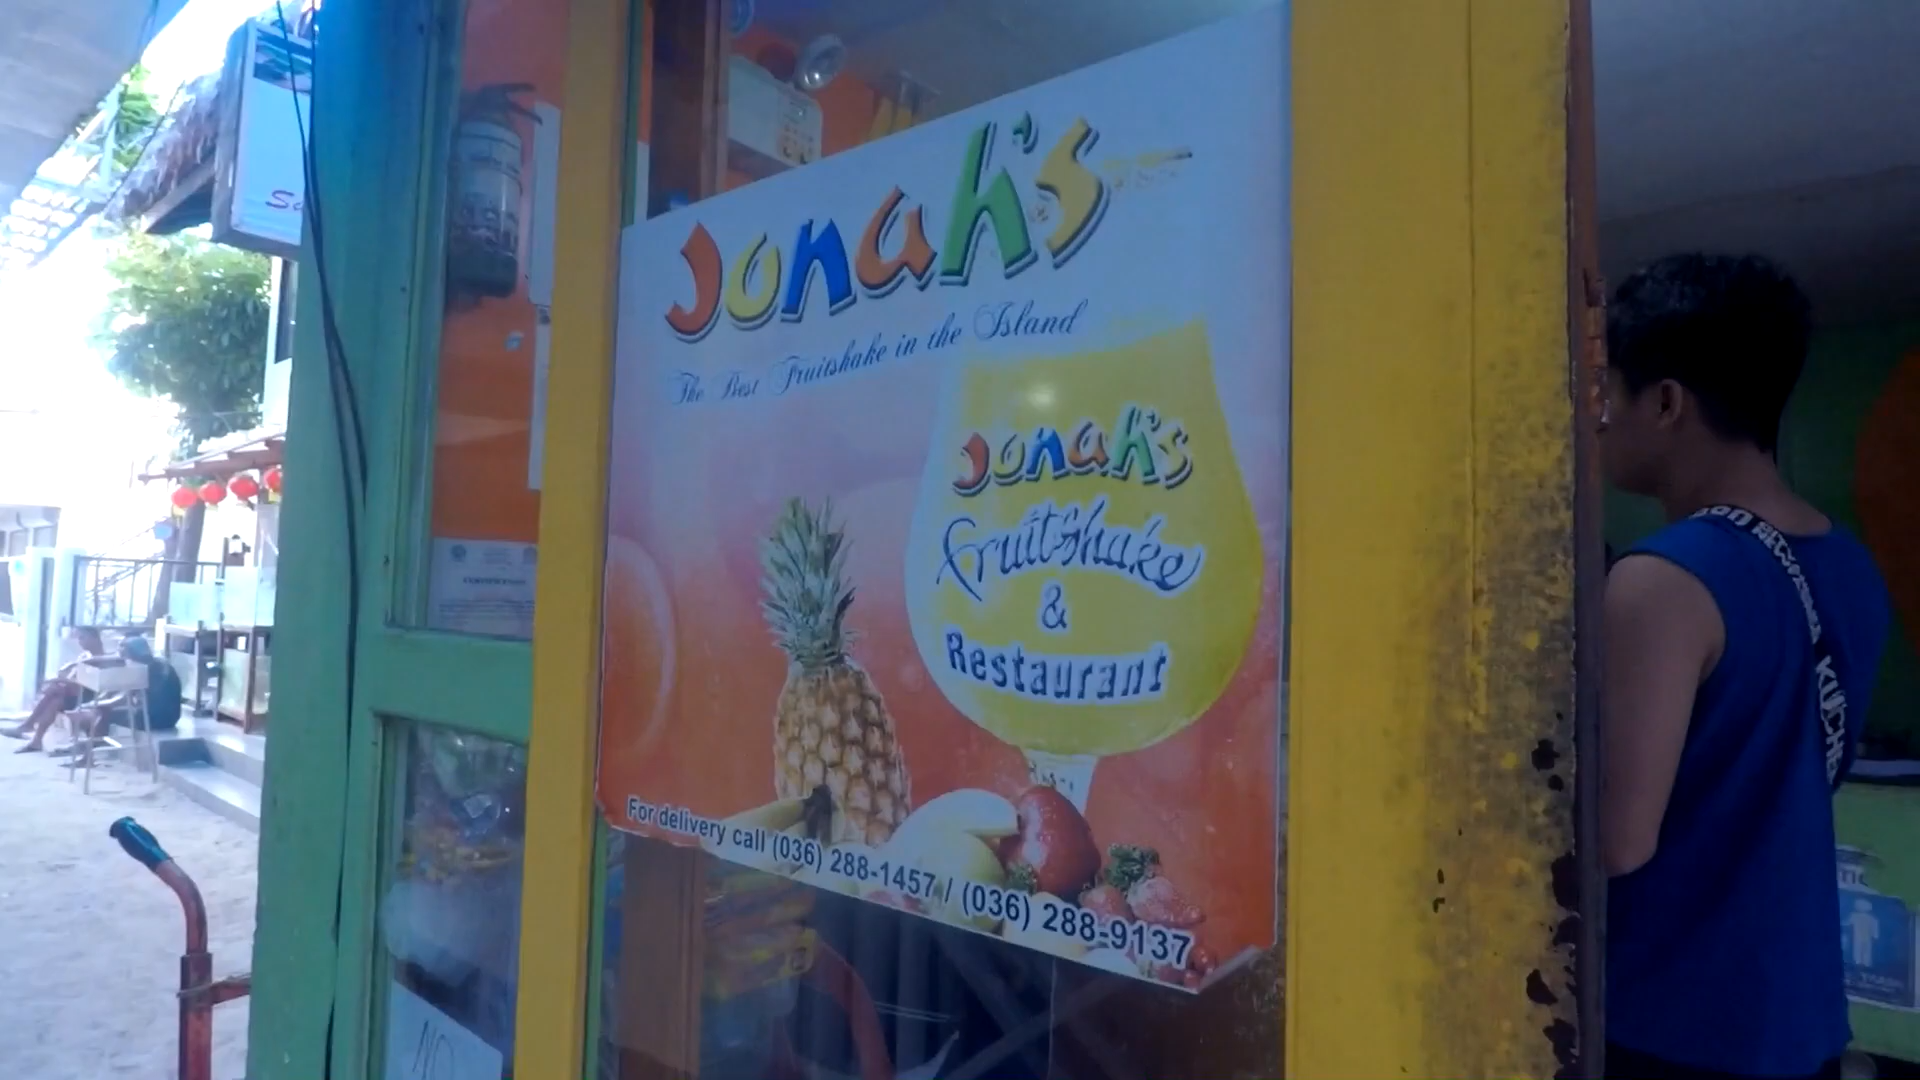 Jonah's
The Best Fruitshake in the Island
Jonah's
fruitshake
&
Restaurant
For delivery call (036) 288-1457 / (036) 288-9137
NO